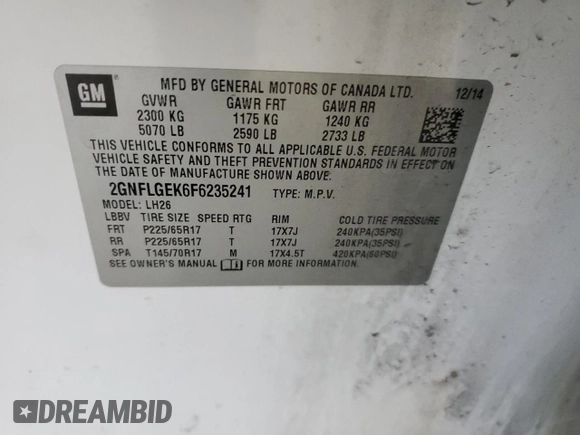 GM
MFD BY GENERAL MOTORS OF CANADA LTD. 12/14
GVWR GAWR FRT GAWR RR
2300 KG 1175 KG 1240 KG
5070 LB 2590 LB 2733 LB
THIS VEHICLE CONFORMS TO ALL APPLICABLE U.S. FEDERAL MOTOR
VEHICLE SAFETY AND THEFT PREVENTION STANDARDS IN EFFECT ON
THE DATE OF MANUFACTURE SHOWN ABOVE.
2GNFLGEK6F6235241 TYPE: M.P.V.
MODEL: LH26
LBBV TIRE SIZE SPEED RTG RIM COLD TIRE PRESSURE
FRT P225/65R17 T 17X7J 240KPA(35PSI)
RR P225/65R17 T 17X7J 240KPA(35PSI)
SPA T145/70R17 M 17X4.5T 420KPA(60PSI)
SEE OWNER'S MANUAL FOR MORE INFORMATION.
DREAMBID